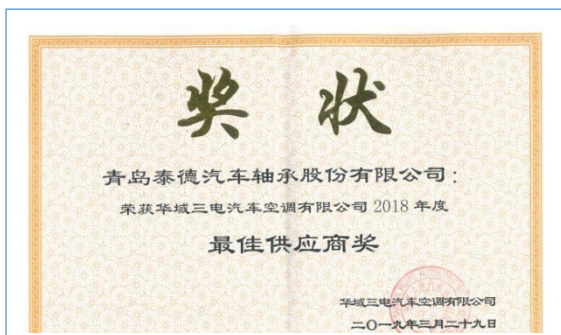 奖 状
青岛泰德汽车轴承股份有限公司：
荣获华域三电汽车空调有限公司 2018 年度
最佳供应商奖
华域三电汽车空调有限公司
二〇一九年三月二十九日